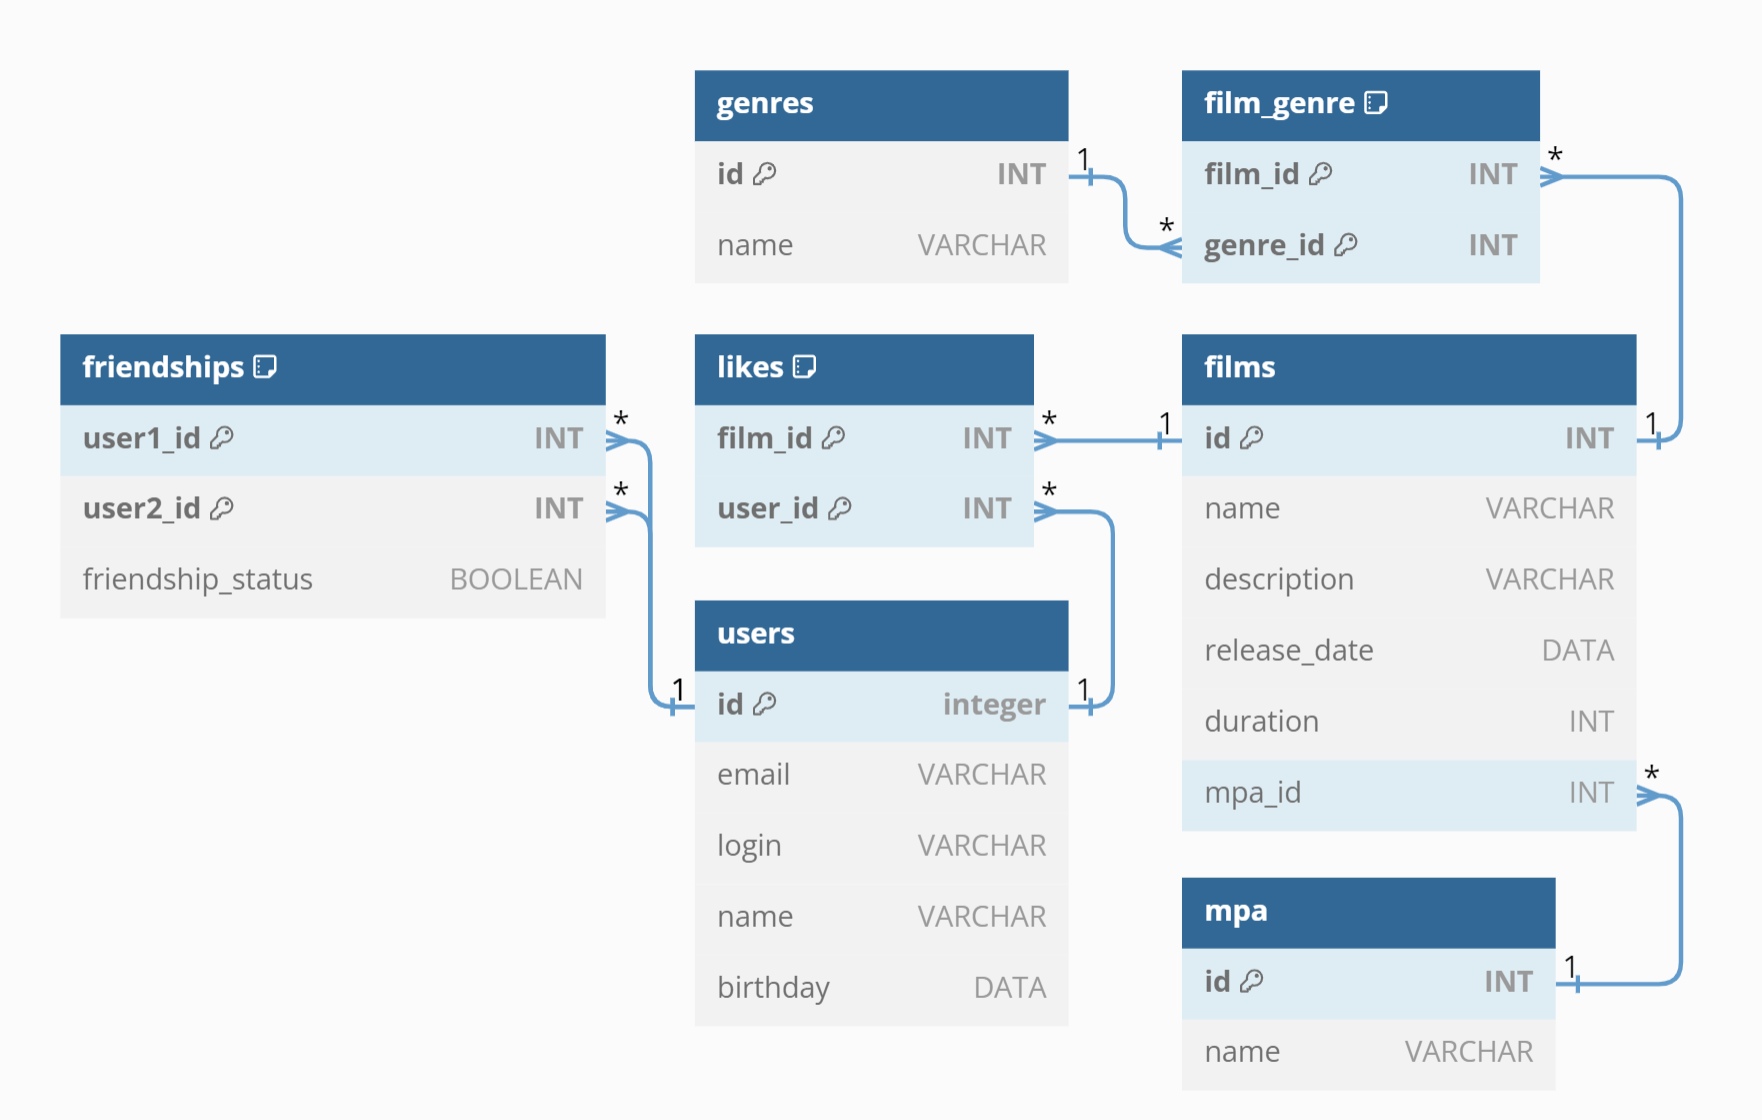 genres
id INT
name VARCHAR
1
*
film_genre
film_id INT
genre_id INT
*
friendships
user1_id INT
user2_id INT
friendship_status BOOLEAN
*
*
1
likes
film_id INT
user_id INT
*
*
1
films
id INT
name VARCHAR
description VARCHAR
release_date DATA
duration INT
mpa_id INT
1
*
users
id integer
email VARCHAR
login VARCHAR
name VARCHAR
birthday DATA
1
mpa
id INT
name VARCHAR
1